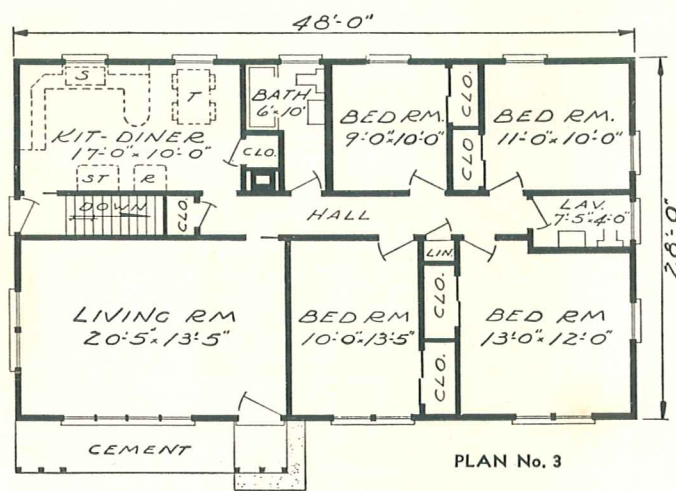 48'-0"
S
T
BATH
6'x10'
CLO.
BED RM.
9'-0"x10'-0"
BED RM.
11'-0"x10'-0"
KIT-DINER
17'-0"x10'-0"
CLO.
CLO.
ST
R
DOWN
CLO.
HALL
LAV.
7'-5"x4'-0"
28'-0"
LIN.
LIVING RM
20'-5"x13'-5"
BED RM
10'-0"x13'-5"
CLO.
CLO.
BED RM
13'-0"x12'-0"
CEMENT
PLAN No. 3